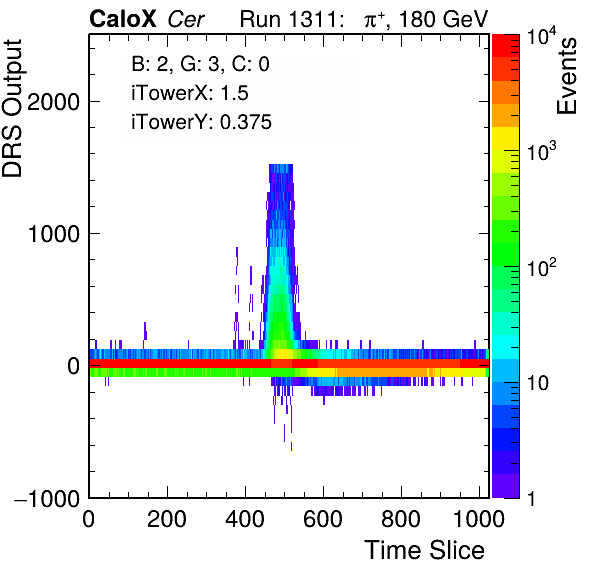 CaloX Cer Run 1311: π⁺, 180 GeV
B: 2, G: 3, C: 0
iTowerX: 1.5
iTowerY: 0.375
DRS Output
2000
1000
0
−1000
0 200 400 600 800 1000
Time Slice
10⁴
10³
10²
10
1
Events